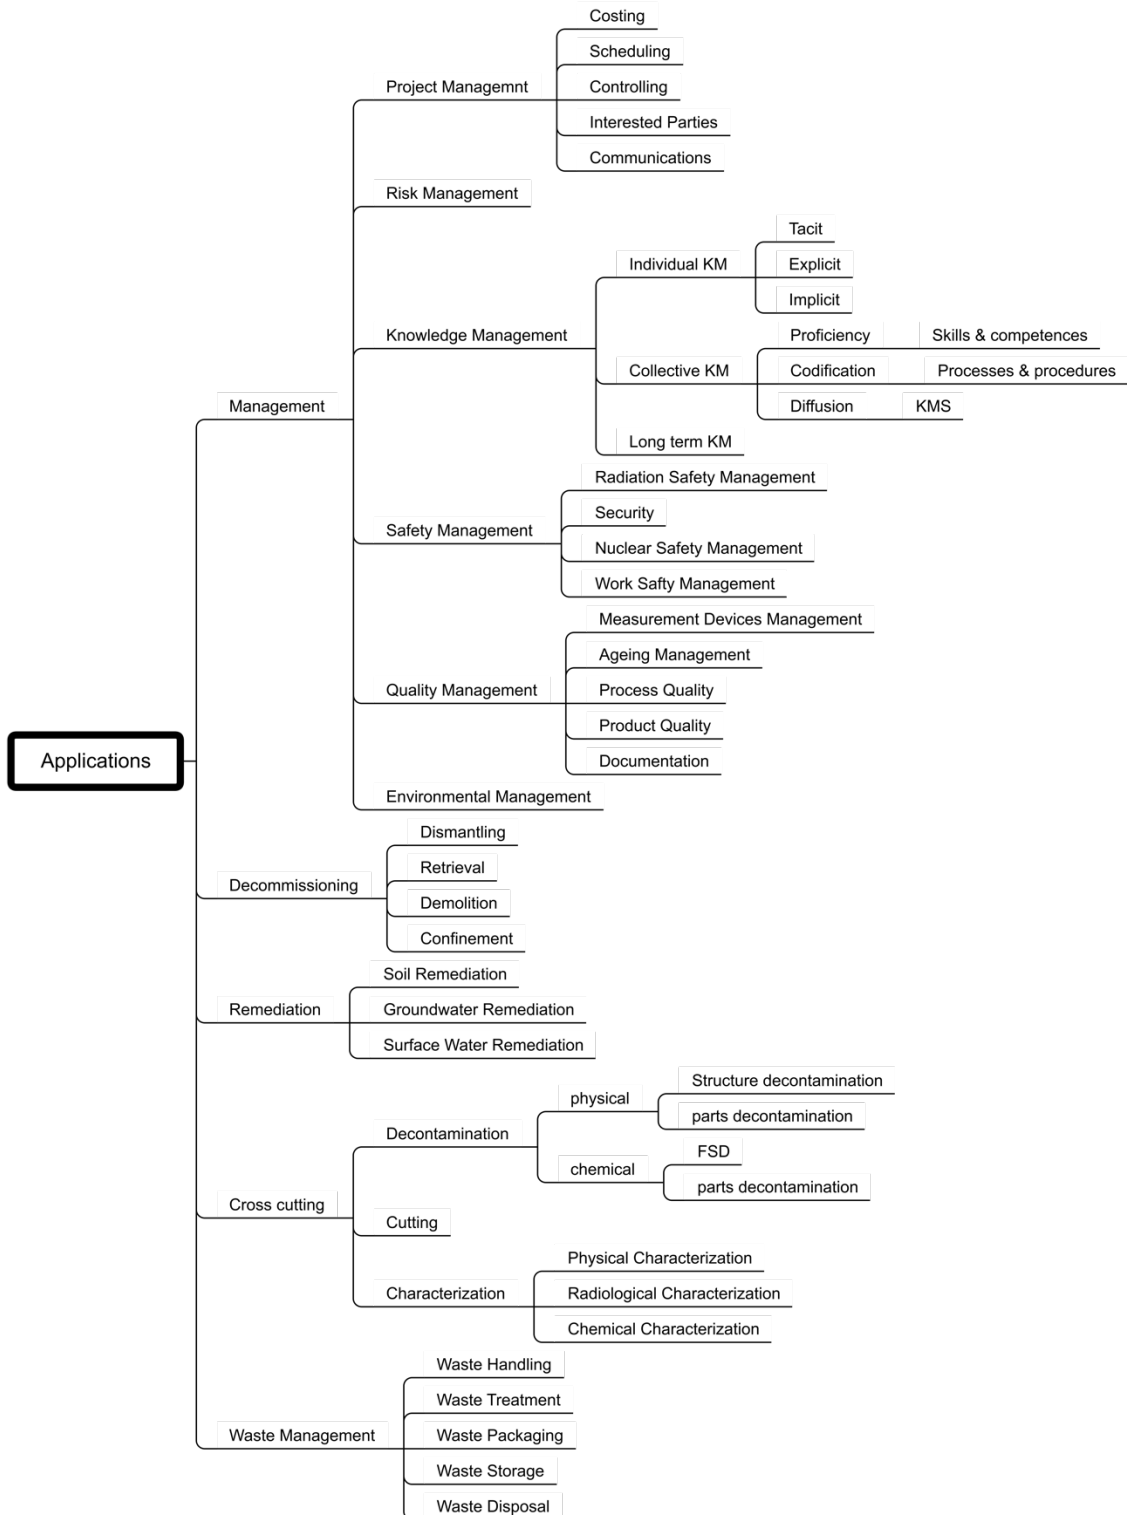 Costing
Scheduling
Project Managemnt
Controlling
Interested Parties
Communications
Risk Management
Tacit
Individual KM
Explicit
Implicit
Knowledge Management
Proficiency
Skills & competences
Collective KM
Codification
Processes & procedures
Management
Diffusion
KMS
Long term KM
Radiation Safety Management
Security
Safety Management
Nuclear Safety Management
Work Safty Management
Measurement Devices Management
Ageing Management
Quality Management
Process Quality
Product Quality
Applications
Documentation
Environmental Management
Dismantling
Retrieval
Decommissioning
Demolition
Confinement
Soil Remediation
Remediation
Groundwater Remediation
Surface Water Remediation
Structure decontamination
physical
parts decontamination
Decontamination
FSD
chemical
parts decontamination
Cross cutting
Cutting
Physical Characterization
Characterization
Radiological Characterization
Chemical Characterization
Waste Handling
Waste Treatment
Waste Management
Waste Packaging
Waste Storage
Waste Disposal